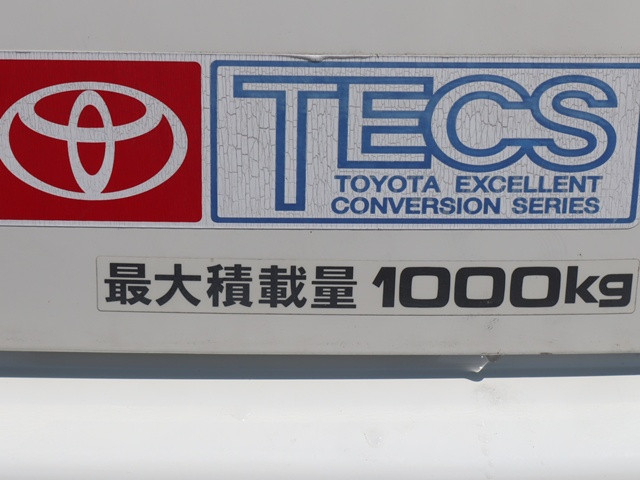 TECS
TOYOTA EXCELLENT
CONVERSION SERIES
最大積載量 1000kg